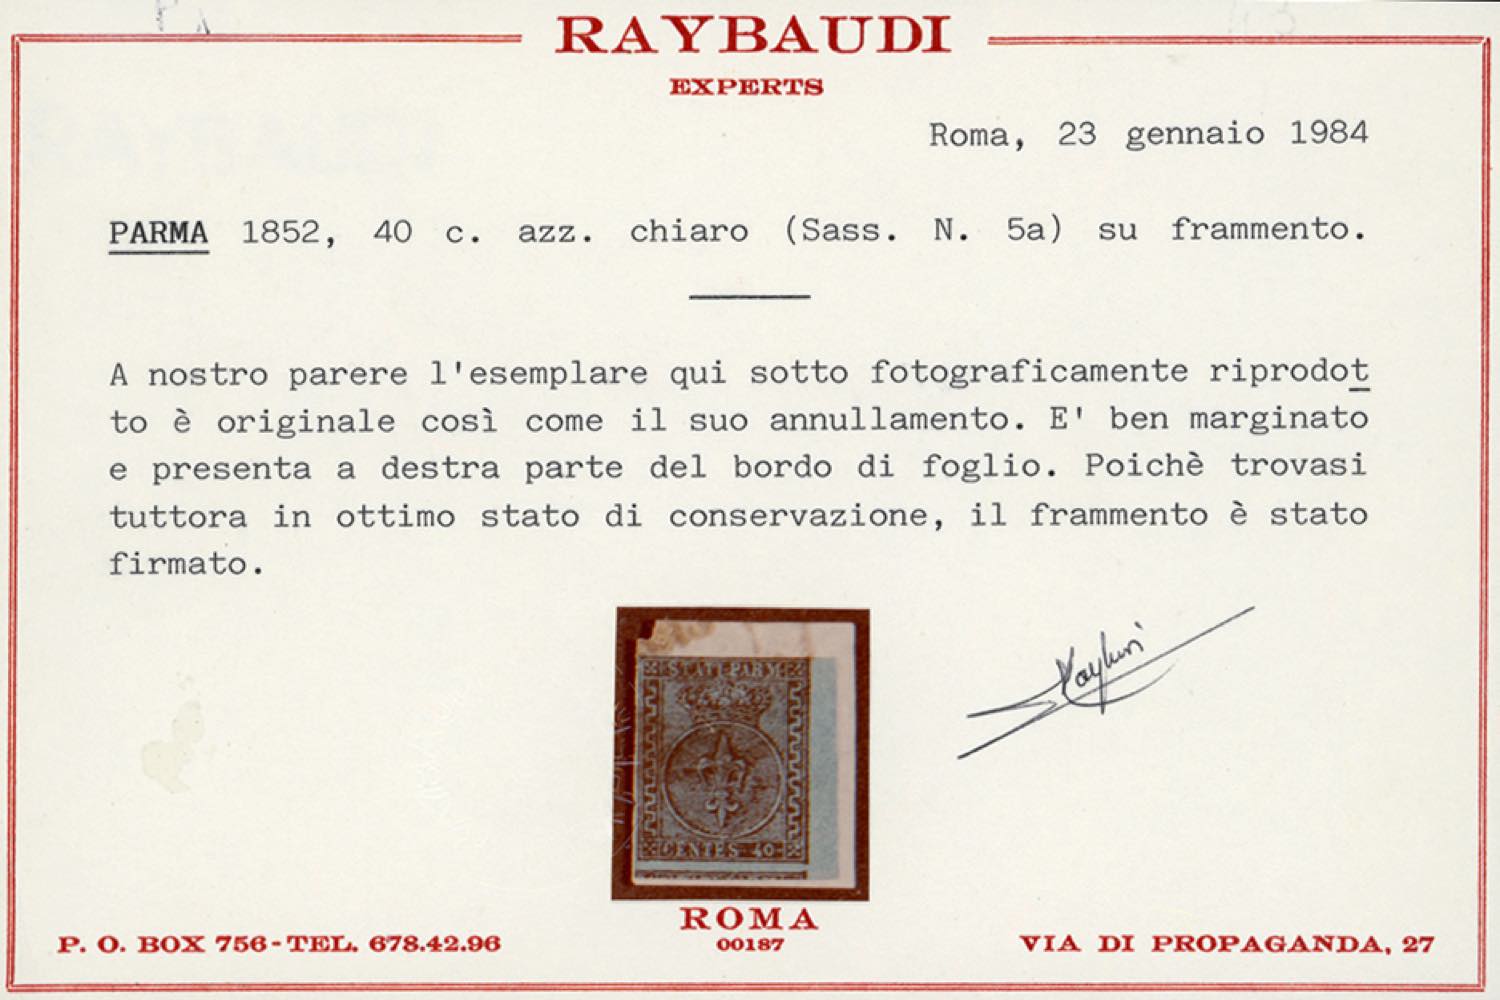 RAYBAUDI
EXPERTS
Roma, 23 gennaio 1984
PARMA 1852, 40 c. azz. chiaro (Sass. N. 5a) su frammento.
A nostro parere l'esemplare qui sotto fotograficamente riprodot
to è originale così come il suo annullamento. E' ben marginato
e presenta a destra parte del bordo di foglio. Poichè trovasi
tuttora in ottimo stato di conservazione, il frammento è stato
firmato.
STATI PARM
CENTES 40
ROMA
00187
P. O. BOX 756 - TEL. 678.42.96
VIA DI PROPAGANDA, 27